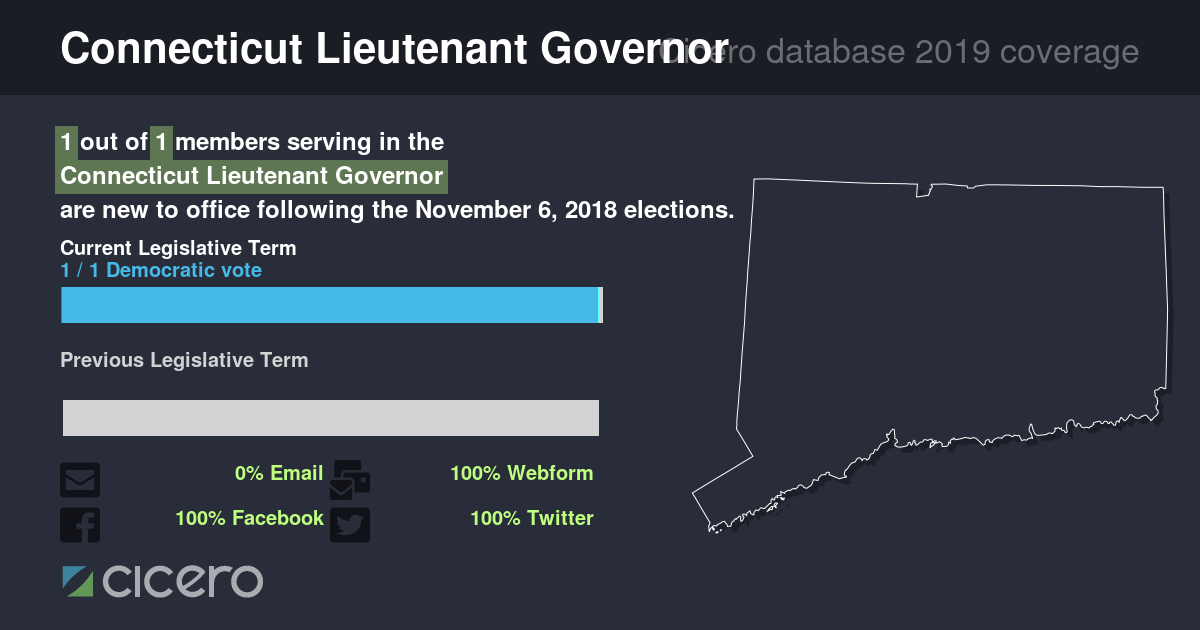 Connecticut Lieutenant Governor
Cicero database 2019 coverage
1 out of 1 members serving in the
Connecticut Lieutenant Governor
are new to office following the November 6, 2018 elections.
Current Legislative Term
1 / 1 Democratic vote
Previous Legislative Term
0% Email
100% Webform
100% Facebook
100% Twitter
cicero